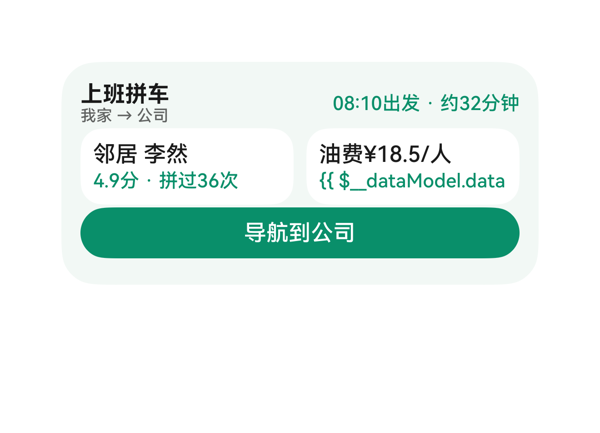 上班拼车
我家 → 公司
08:10出发 · 约32分钟
邻居 李然
4.9分 · 拼过36次
油费¥18.5/人
{{ $__dataModel.data
导航到公司